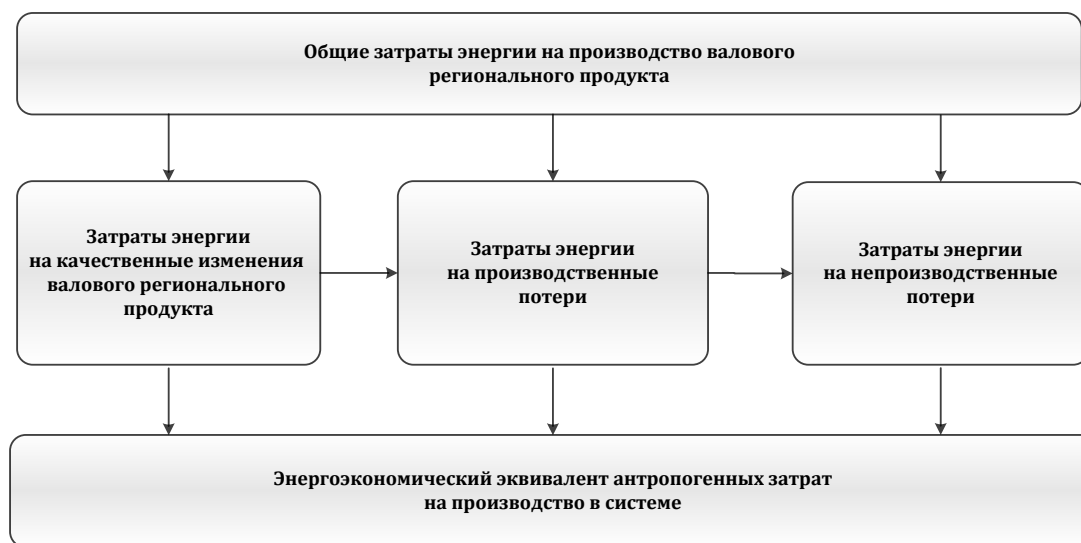 Общие затраты энергии на производство валового
регионального продукта
Затраты энергии
на качественные изменения
валового регионального
продукта
Затраты энергии
на производственные
потери
Затраты энергии
на непроизводственные
потери
Энергоэкономический эквивалент антропогенных затрат
на производство в системе